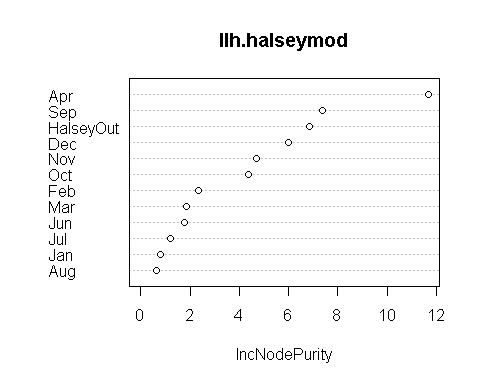 llh.halseymod
Apr
Sep
HalseyOut
Dec
Nov
Oct
Feb
Mar
Jun
Jul
Jan
Aug
0 2 4 6 8 10 12
IncNodePurity